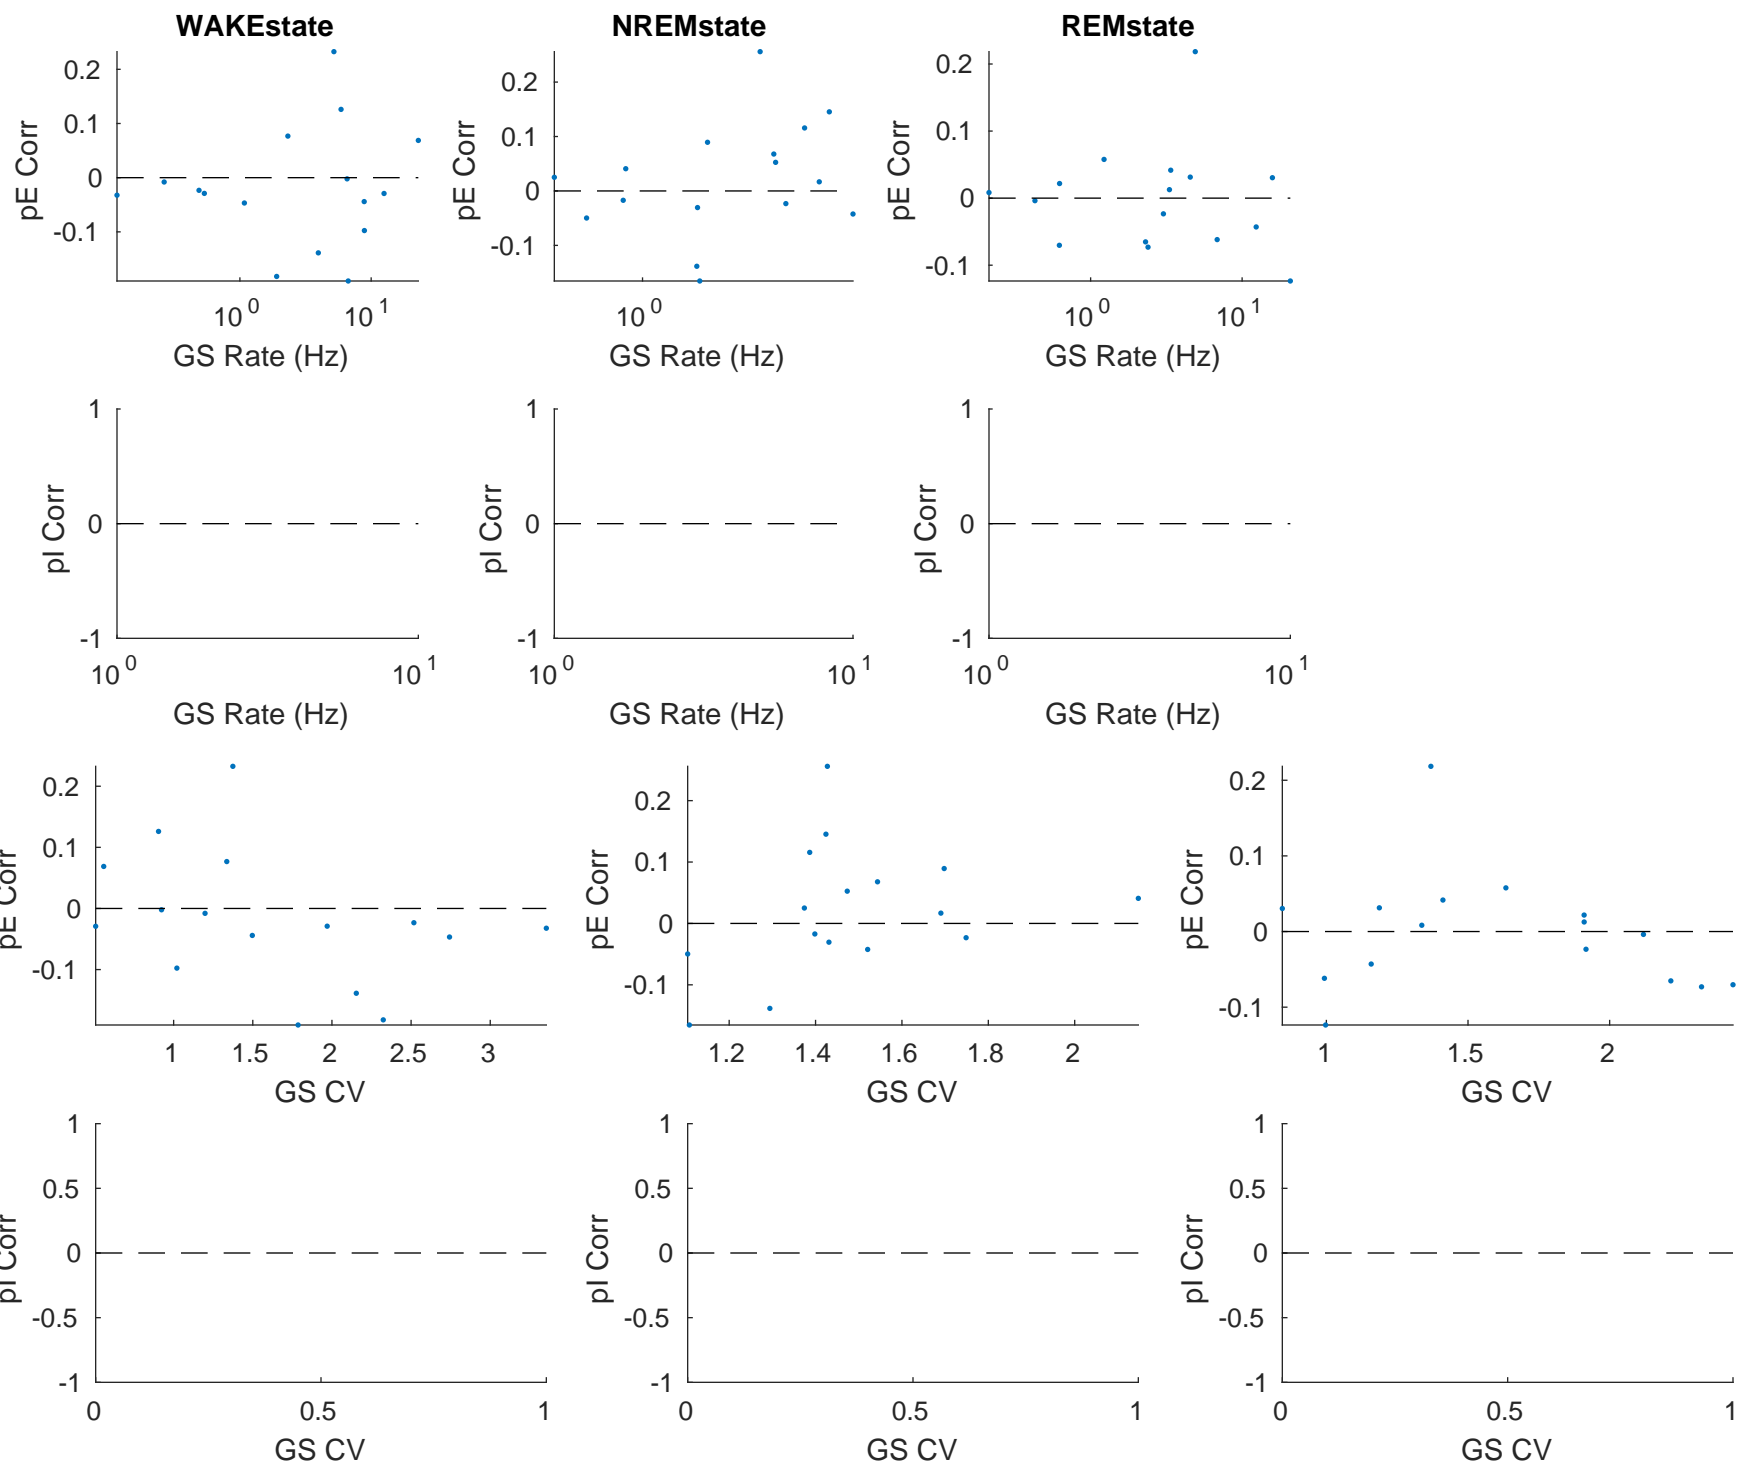 WAKEstate NREMstate REMstate
0.2 0.2 0.2
0.1 0.1 0.1
0 0 0
-0.1 -0.1 -0.1
pE Corr pE Corr pE Corr
10^0 10^1 10^0 10^0 10^1
GS Rate (Hz) GS Rate (Hz) GS Rate (Hz)
1 1 1
0 0 0
-1 -1 -1
pI Corr pI Corr pI Corr
10^0 10^1 10^0 10^1 10^0 10^1
GS Rate (Hz) GS Rate (Hz) GS Rate (Hz)
0.2 0.2 0.2
0.1 0.1 0.1
0 0 0
-0.1 -0.1 -0.1
pE Corr pE Corr pE Corr
1 1.5 2 2.5 3 1.2 1.4 1.6 1.8 2 1 1.5 2
GS CV GS CV GS CV
1 1 1
0.5 0.5 0.5
0 0 0
-0.5 -0.5 -0.5
-1 -1 -1
pI Corr pI Corr pI Corr
0 0.5 1 0 0.5 1 0 0.5 1
GS CV GS CV GS CV